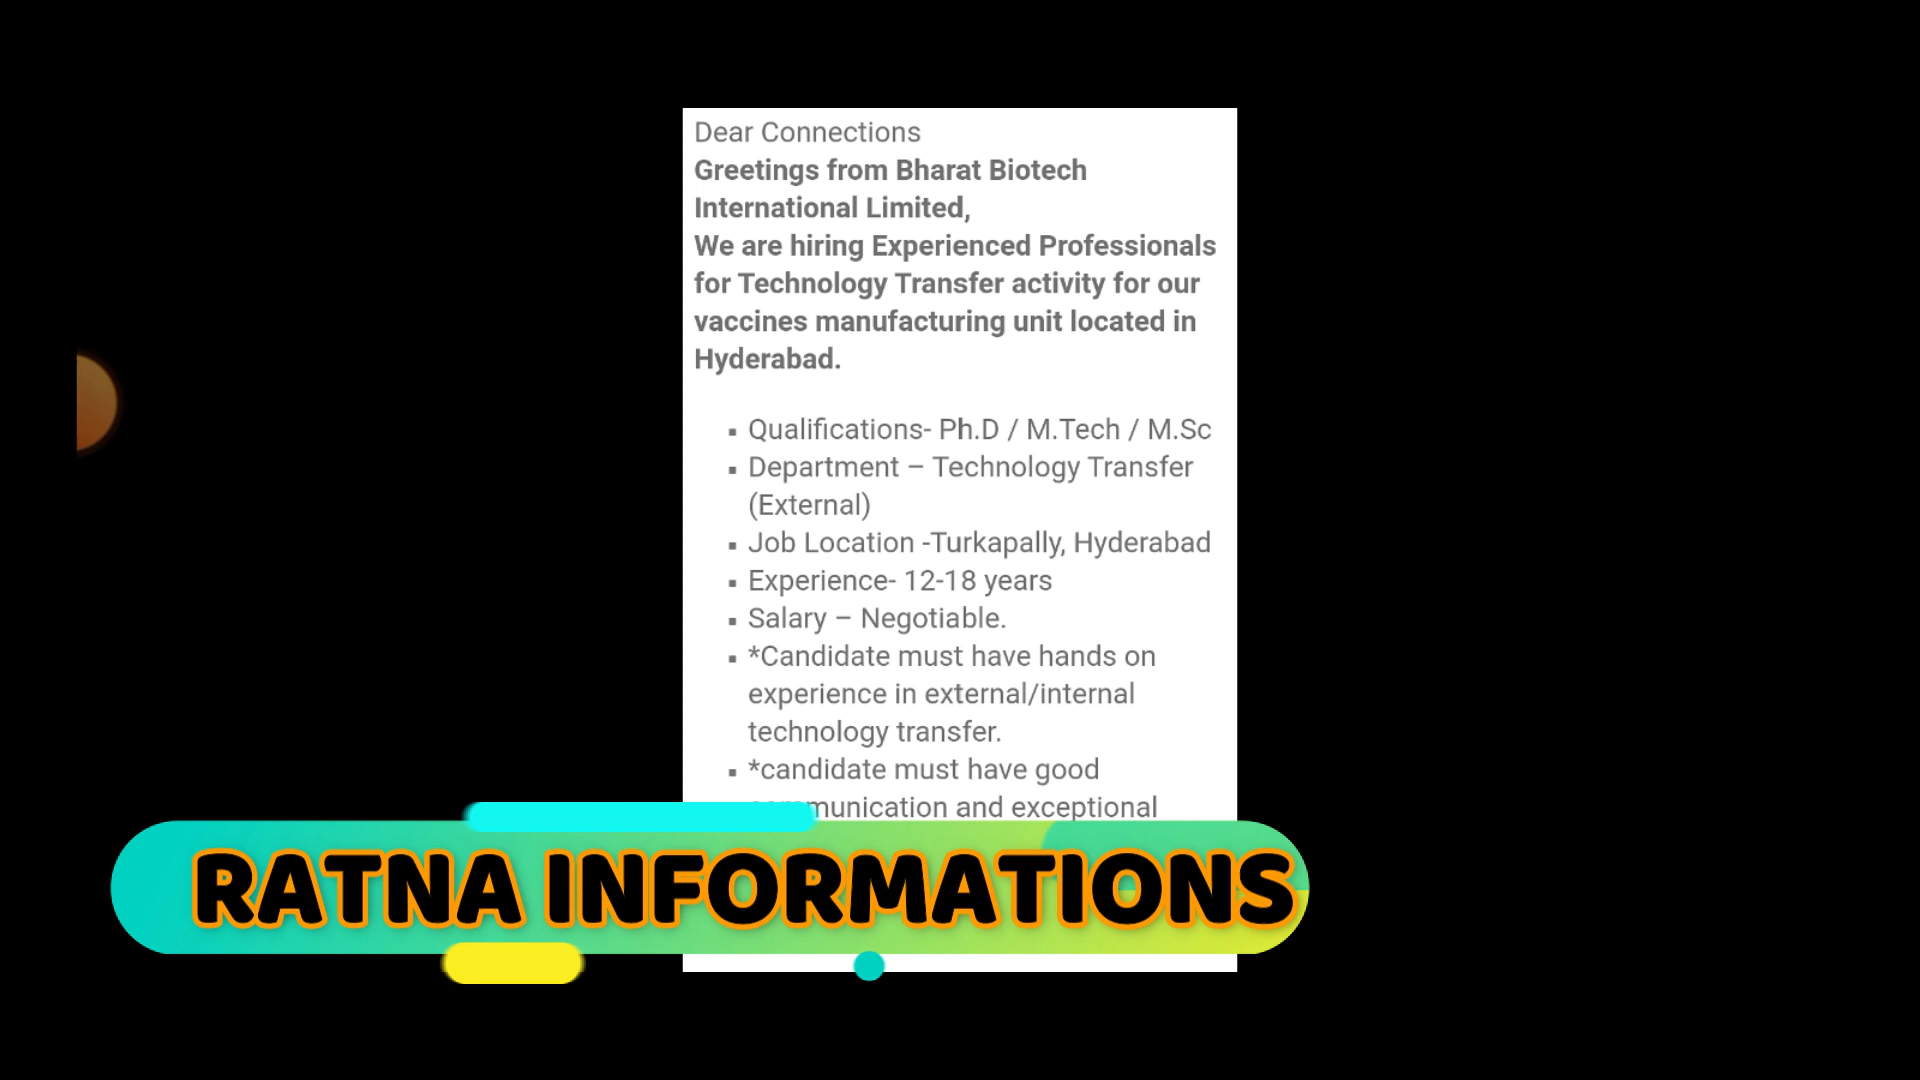 Dear Connections
Greetings from Bharat Biotech
International Limited,
We are hiring Experienced Professionals
for Technology Transfer activity for our
vaccines manufacturing unit located in
Hyderabad.
▪ Qualifications- Ph.D / M.Tech / M.Sc
▪ Department – Technology Transfer
(External)
▪ Job Location -Turkapally, Hyderabad
▪ Experience- 12-18 years
▪ Salary – Negotiable.
▪ *Candidate must have hands on
experience in external/internal
technology transfer.
▪ *candidate must have good
communication and exceptional
RATNA INFORMATIONS